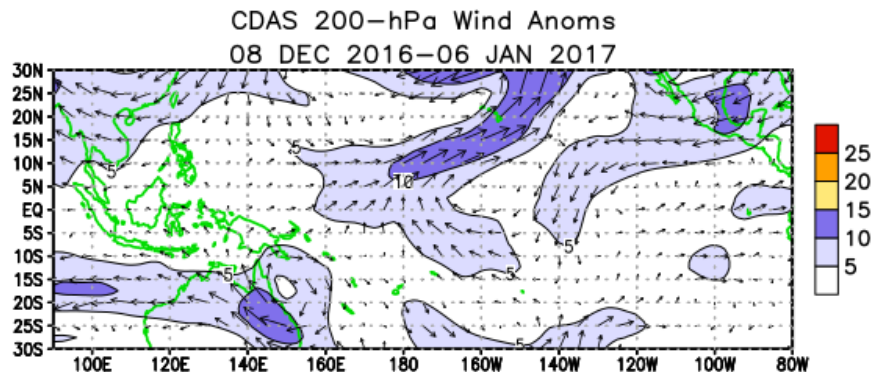 CDAS 200-hPa Wind Anoms
08 DEC 2016-06 JAN 2017
30N
25N
20N
15N
10N
5N
EQ
5S
10S
15S
20S
25S
30S
5
5
10
5
5
5
5
100E 120E 140E 160E 180 160W 140W 120W 100W 80W
25
20
15
10
5